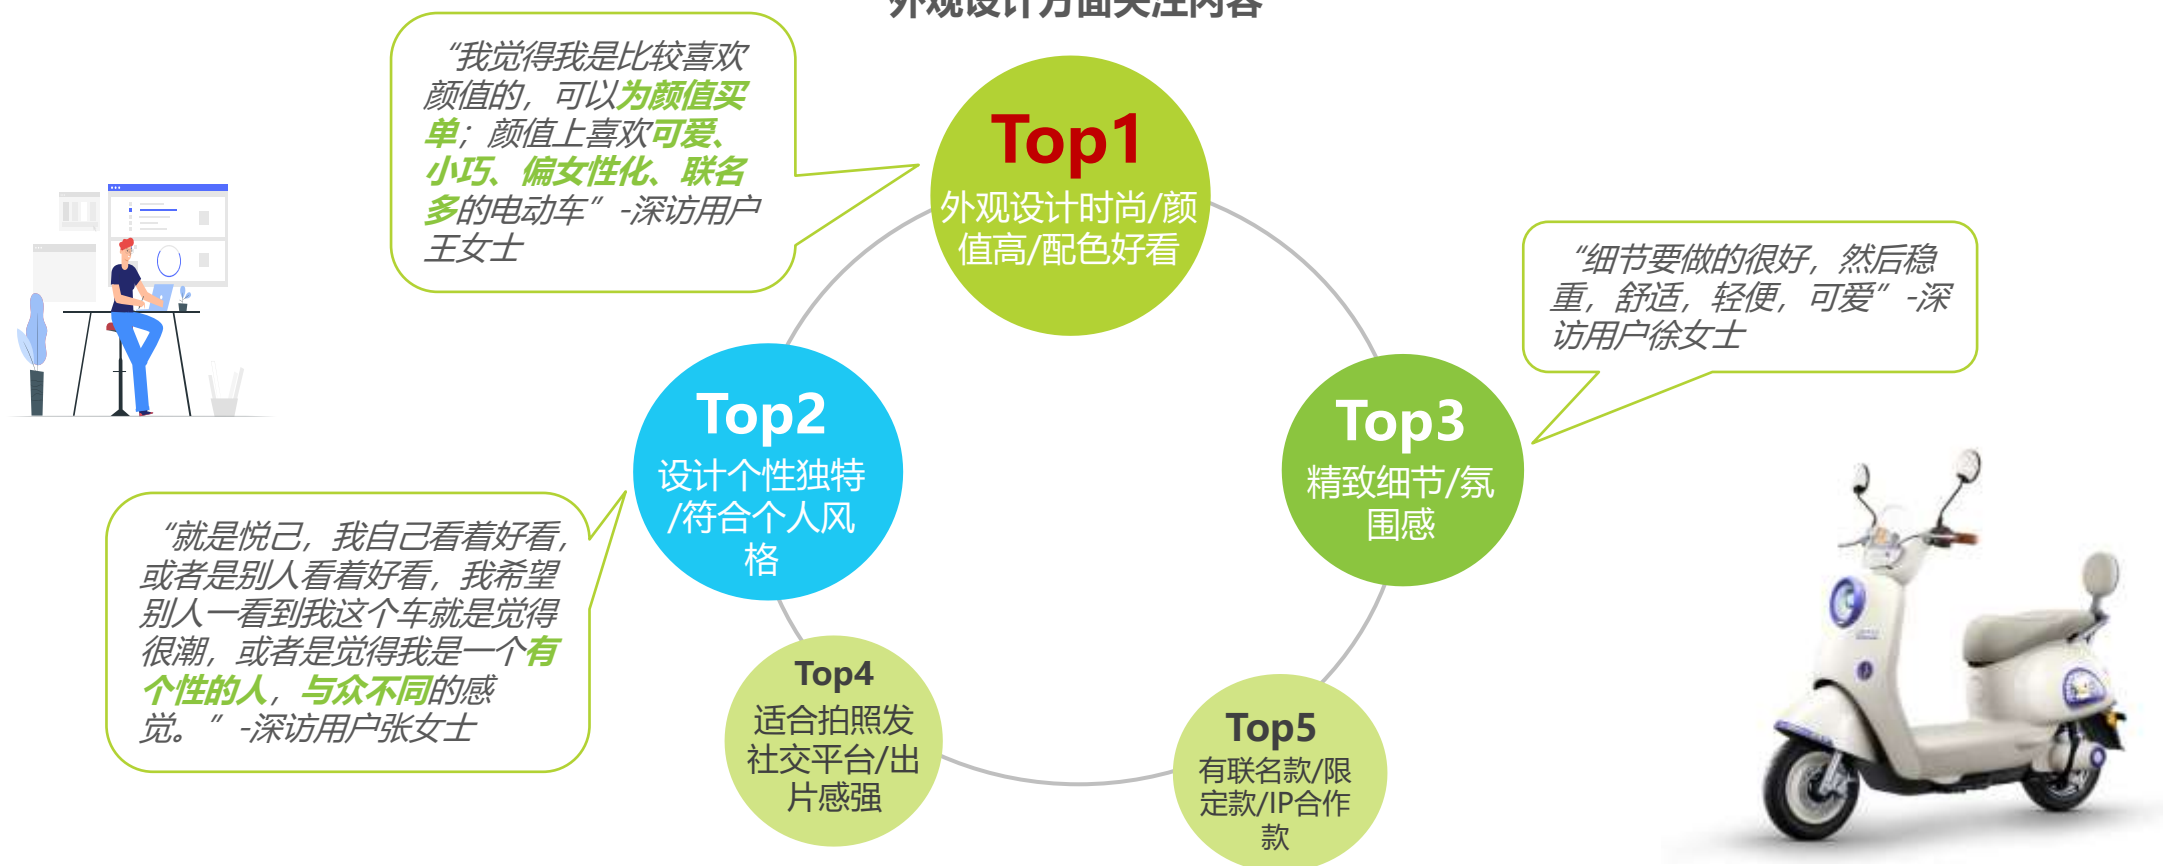 外观设计方面关注内容
“我觉得我是比较喜欢
颜值的，可以为颜值买
单；颜值上喜欢可爱、
小巧、偏女性化、联名
多的电动车”-深访用户
王女士
Top1
外观设计时尚/颜
值高/配色好看
“细节要做的很好，然后稳
重，舒适，轻便，可爱”-深
访用户徐女士
Top2
设计个性独特
/符合个人风
格
Top3
精致细节/氛
围感
“就是悦己，我自己看着好看，
或者是别人看着好看，我希望
别人一看到我这个车就是觉得
很潮，或者是觉得我是一个有
个性的人，与众不同的感
觉。”-深访用户张女士
Top4
适合拍照发
社交平台/出
片感强
Top5
有联名款/限
定款/IP合作
款